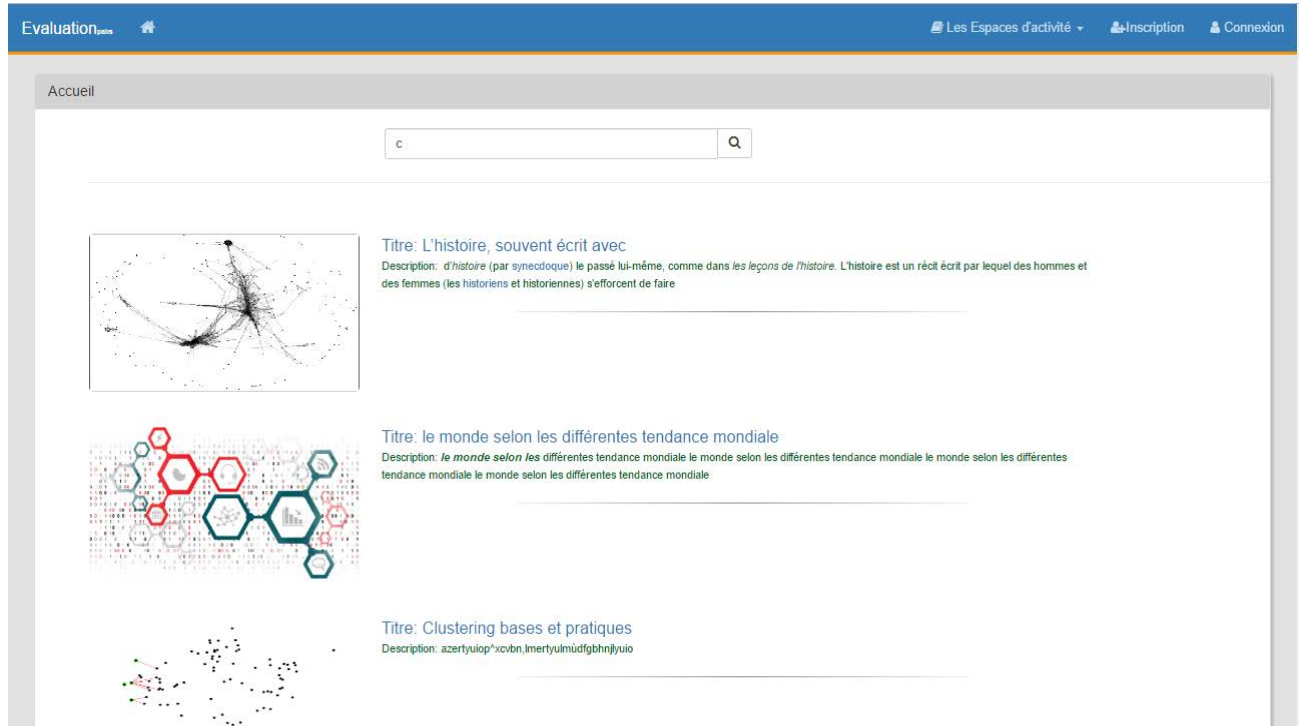 Evaluationpairs Les Espaces d'activité Inscription Connexion
Accueil
c
Titre: L'histoire, souvent écrit avec
Description: d'histoire (par synecdoque) le passé lui-même, comme dans les leçons de l'histoire. L'histoire est un récit écrit par lequel des hommes et
des femmes (les historiens et historiennes) s'efforcent de faire
Titre: le monde selon les différentes tendance mondiale
Description: le monde selon les différentes tendance mondiale le monde selon les différentes tendance mondiale le monde selon les différentes
tendance mondiale le monde selon les différentes tendance mondiale
Titre: Clustering bases et pratiques
Description: azertyuiop^xcvbn,lmertyulmùdfgbhnjlyuio